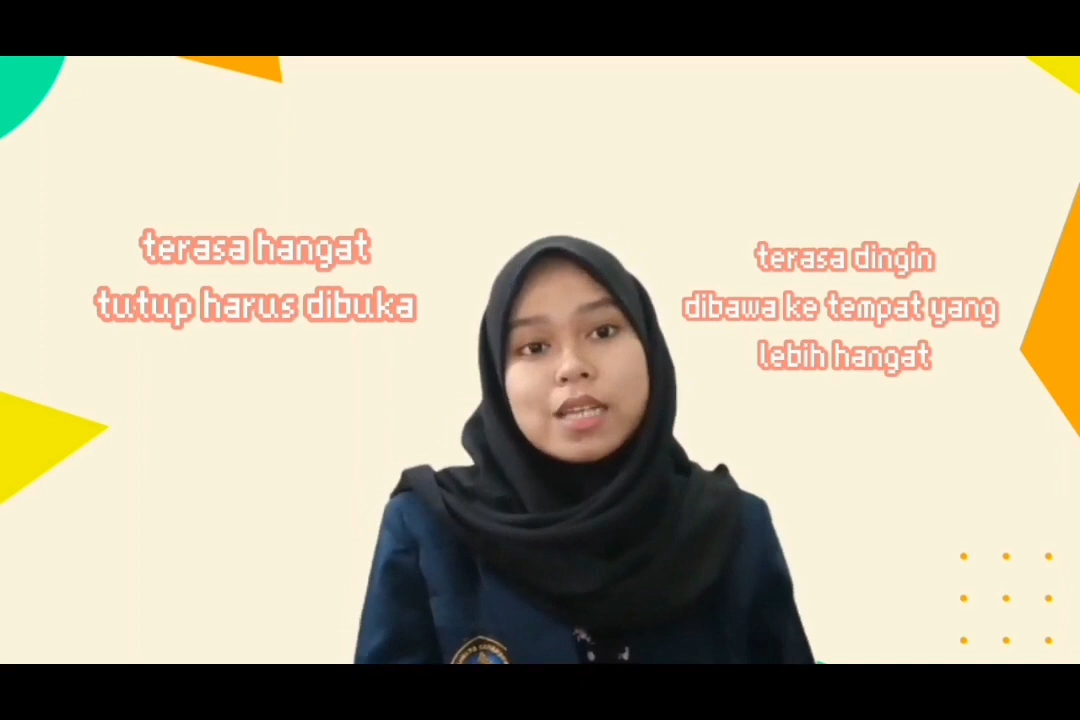 terasa hangat
tutup harus dibuka
terasa dingin
dibawa ke tempat yang
lebih hangat